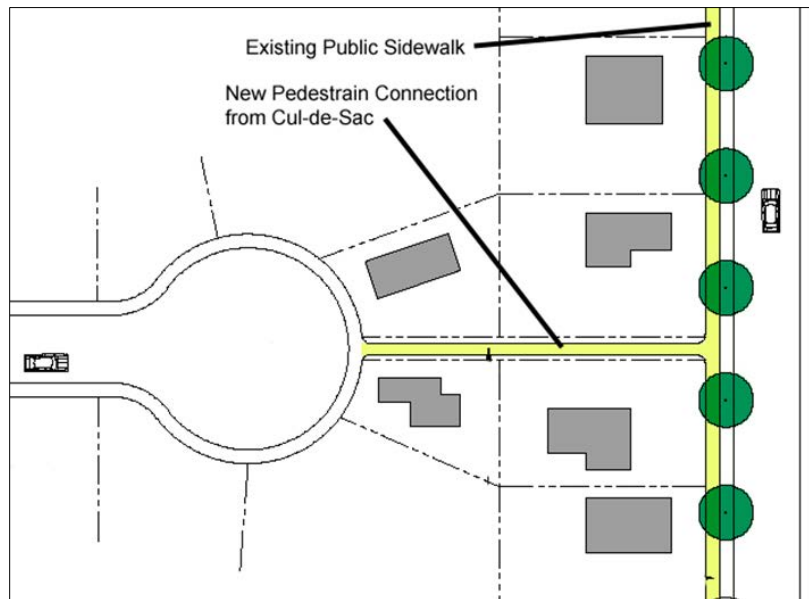 Existing Public Sidewalk
New Pedestrain Connection
from Cul-de-Sac